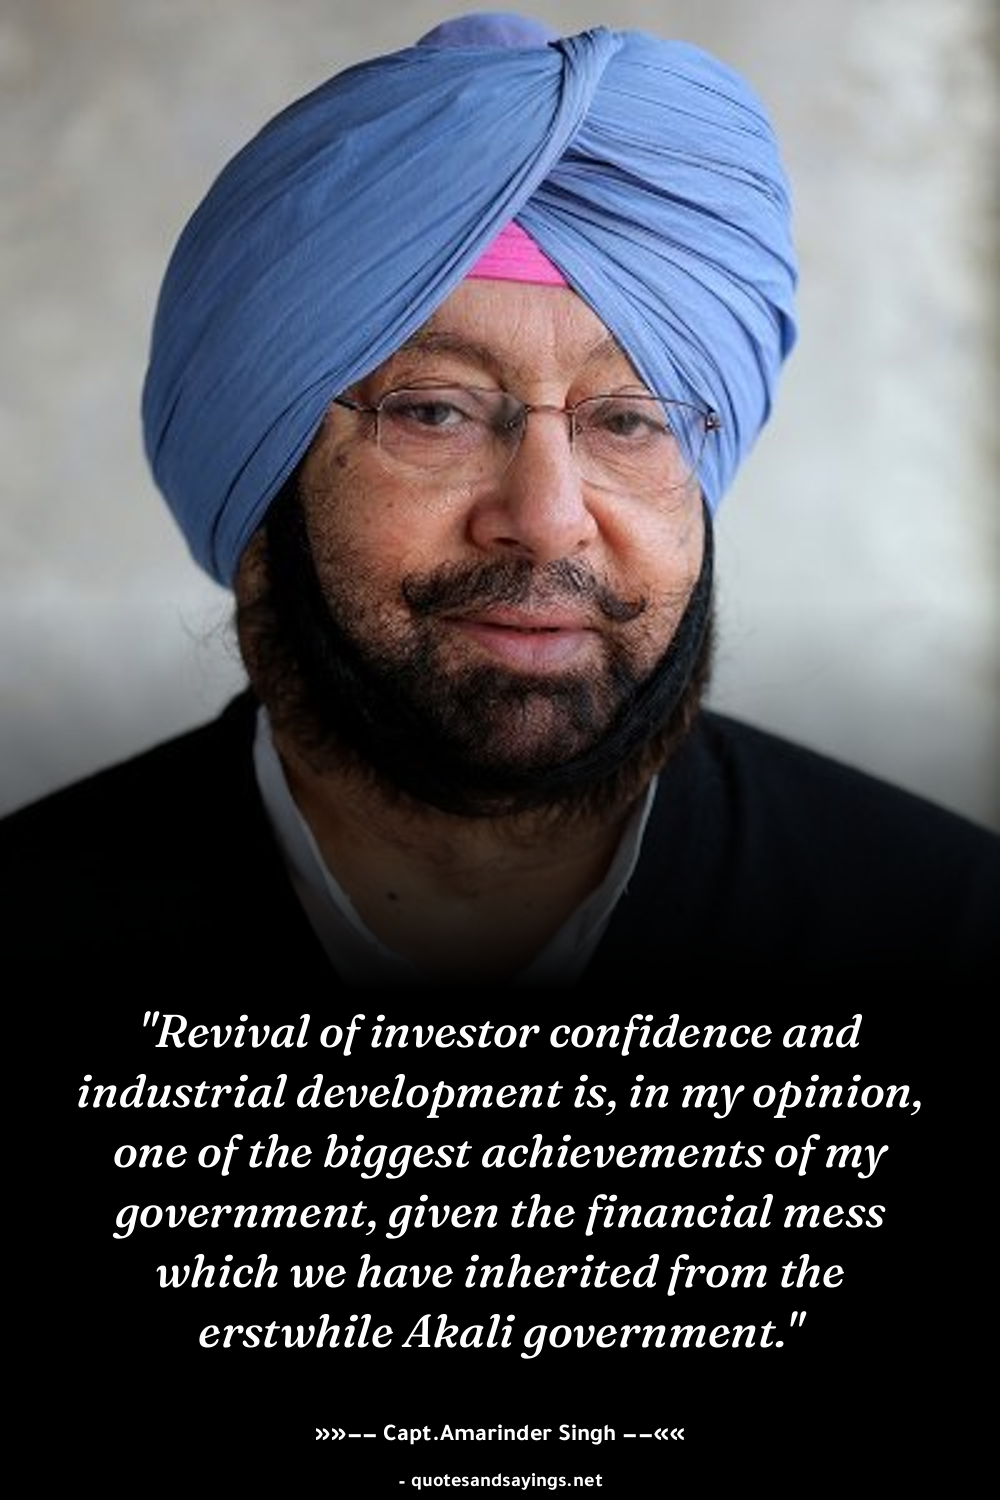 "Revival of investor confidence and
industrial development is, in my opinion,
one of the biggest achievements of my
government, given the financial mess
which we have inherited from the
erstwhile Akali government."
»»-- Capt.Amarinder Singh --««
- quotesandsayings.net